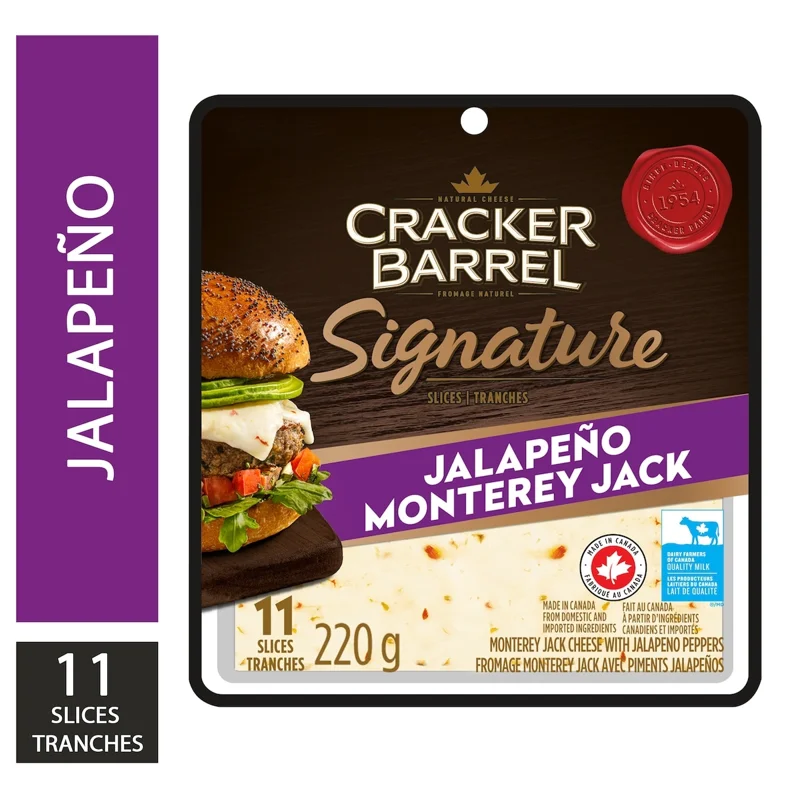 JALAPEÑO
11
SLICES
TRANCHES
NATURAL CHEESE
CRACKER
BARREL
FROMAGE NATUREL
Signature
SLICES | TRANCHES
1954
CRACKER BARREL
JALAPEÑO
MONTEREY JACK
MADE IN CANADA
FABRIQUÉ AU CANADA
DAIRY FARMERS
OF CANADA
QUALITY MILK
LES PRODUCTEURS
LAITIERS DU CANADA
LAIT DE QUALITÉ
MADE IN CANADA
FROM DOMESTIC AND
IMPORTED INGREDIENTS
FAIT AU CANADA
À PARTIR D'INGRÉDIENTS
CANADIENS ET IMPORTÉS
11
SLICES
TRANCHES
220 g
MONTEREY JACK CHEESE WITH JALAPENO PEPPERS
FROMAGE MONTEREY JACK AVEC PIMENTS JALAPEÑOS